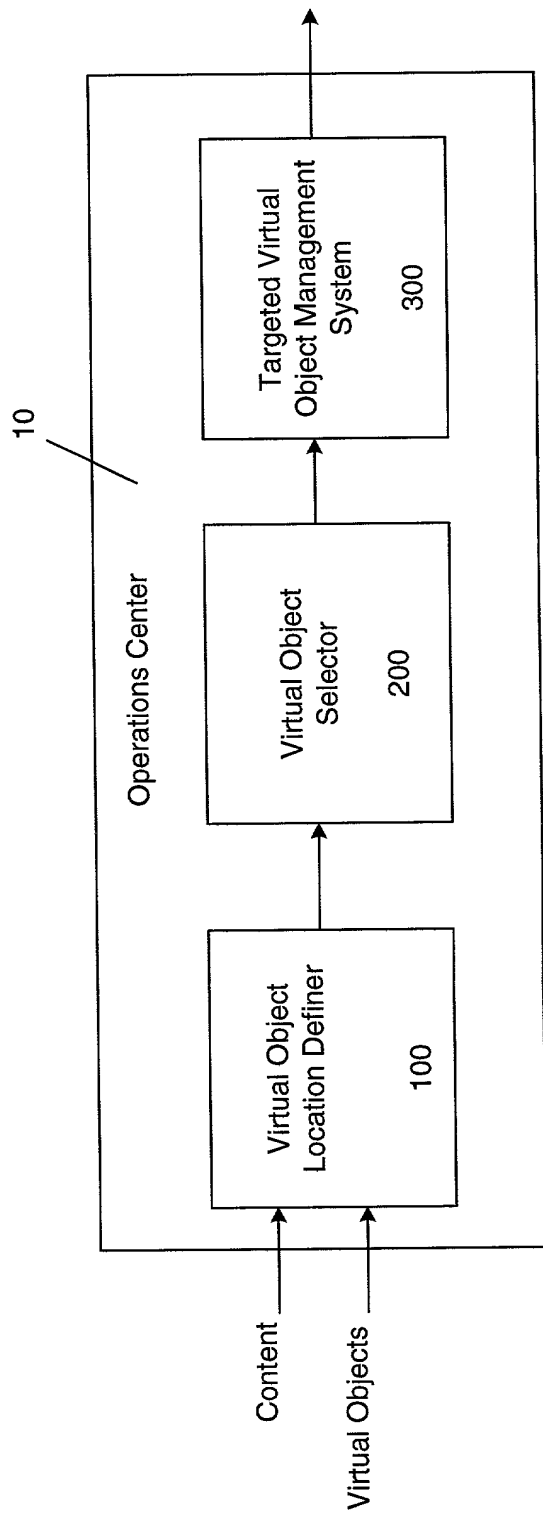 10
Operations Center
Content
Virtual Objects
Virtual Object
Location Definer
100
Virtual Object
Selector
200
Targeted Virtual
Object Management
System
300